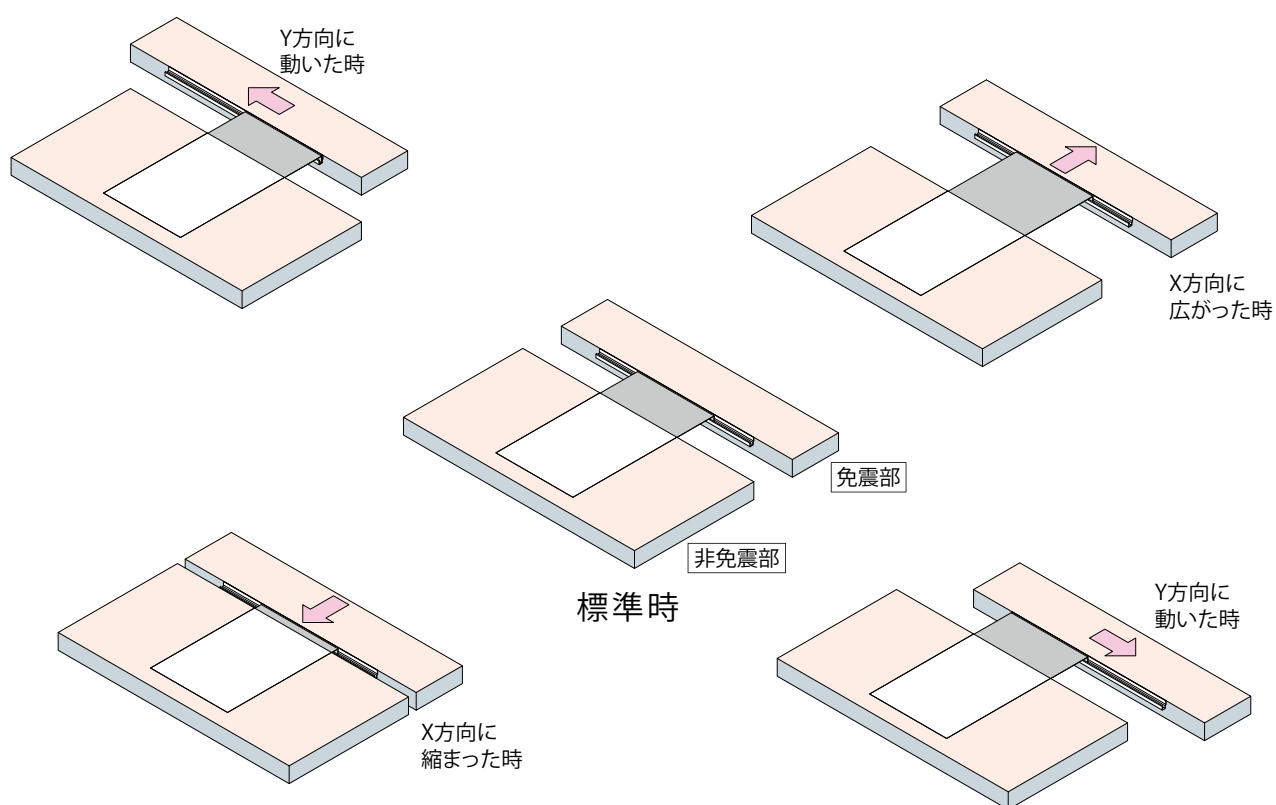 Y方向に
動いた時
X方向に
広がった時
免震部
非免震部
標準時
X方向に
縮まった時
Y方向に
動いた時